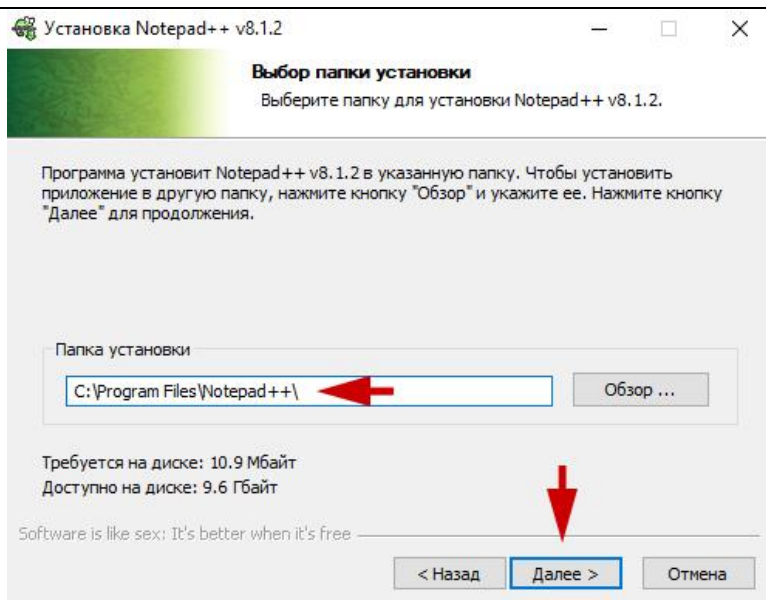 Установка Notepad++ v8.1.2
Выбор папки установки
Выберите папку для установки Notepad++ v8.1.2.
Программа установит Notepad++ v8.1.2 в указанную папку. Чтобы установить
приложение в другую папку, нажмите кнопку "Обзор" и укажите ее. Нажмите кнопку
"Далее" для продолжения.
Папка установки
C:\Program Files\Notepad++\
Обзор ...
Требуется на диске: 10.9 Мбайт
Доступно на диске: 9.6 Гбайт
Software is like sex: It's better when it's free
< Назад Далее > Отмена